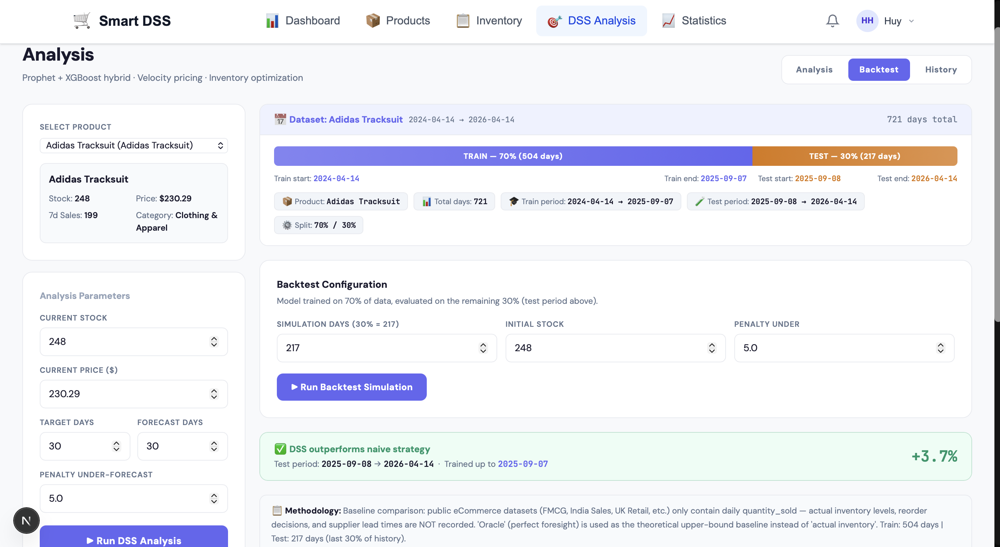 Smart DSS
Dashboard
Products
Inventory
DSS Analysis
Statistics
HH
Huy
Analysis
Prophet + XGBoost hybrid · Velocity pricing · Inventory optimization
Analysis
Backtest
History
SELECT PRODUCT
Adidas Tracksuit (Adidas Tracksuit)
Adidas Tracksuit
Stock: 248
Price: $230.29
7d Sales: 199
Category: Clothing &
Apparel
Analysis Parameters
CURRENT STOCK
248
CURRENT PRICE ($)
230.29
TARGET DAYS
FORECAST DAYS
30
30
PENALTY UNDER-FORECAST
5.0
N
▶ Run DSS Analysis
JUL
17
Dataset: Adidas Tracksuit 2024-04-14 → 2026-04-14
721 days total
TRAIN — 70% (504 days)
TEST — 30% (217 days)
Train start: 2024-04-14
Train end: 2025-09-07
Test start: 2025-09-08
Test end: 2026-04-14
Product: Adidas Tracksuit
Total days: 721
Train period: 2024-04-14 → 2025-09-07
Test period: 2025-09-08 → 2026-04-14
Split: 70% / 30%
Backtest Configuration
Model trained on 70% of data, evaluated on the remaining 30% (test period above).
SIMULATION DAYS (30% = 217)
INITIAL STOCK
PENALTY UNDER
217
248
5.0
▶ Run Backtest Simulation
DSS outperforms naive strategy
Test period: 2025-09-08 → 2026-04-14 · Trained up to 2025-09-07
+3.7%
Methodology: Baseline comparison: public eCommerce datasets (FMCG, India Sales, UK Retail, etc.) only contain daily quantity_sold — actual inventory levels, reorder
decisions, and supplier lead times are NOT recorded. 'Oracle' (perfect foresight) is used as the theoretical upper-bound baseline instead of 'actual inventory'. Train: 504 days |
Test: 217 days (last 30% of history).